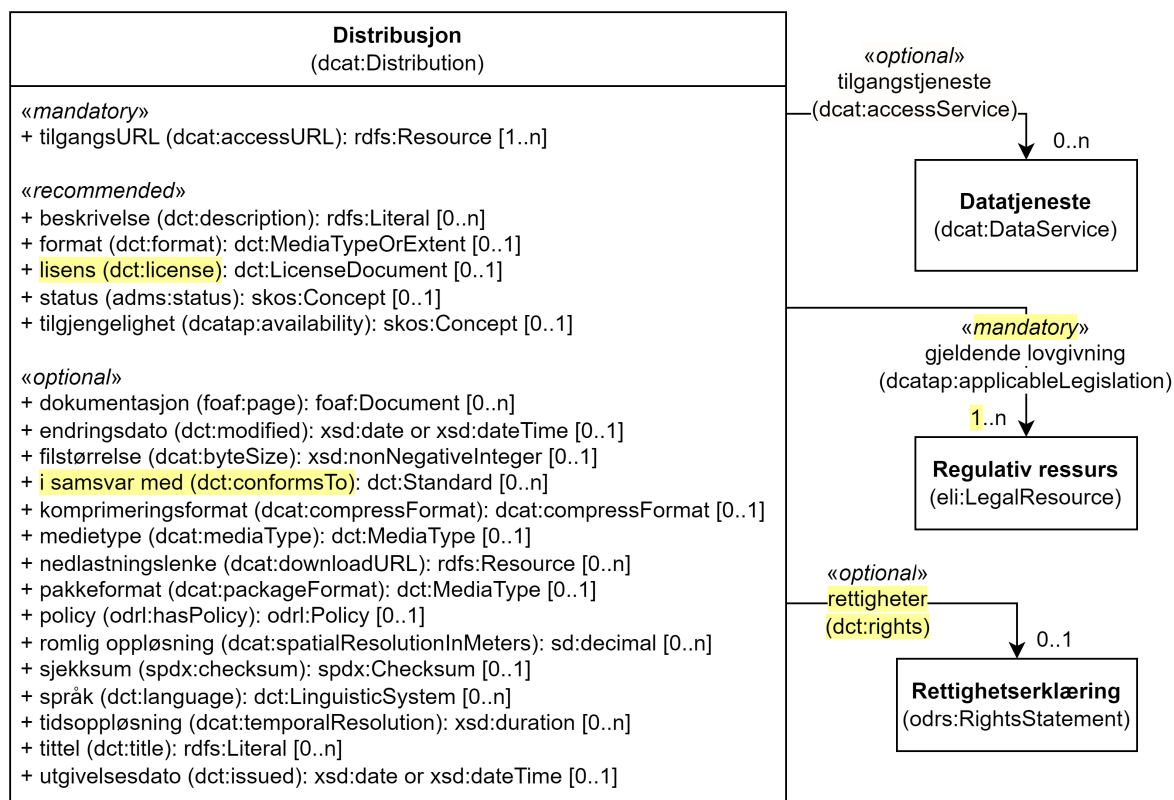 Distribusjon
(dcat:Distribution)
«mandatory»
+ tilgangsURL (dcat:accessURL): rdfs:Resource [1..n]
«recommended»
+ beskrivelse (dct:description): rdfs:Literal [0..n]
+ format (dct:format): dct:MediaTypeOrExtent [0..1]
+ lisens (dct:license): dct:LicenseDocument [0..1]
+ status (adms:status): skos:Concept [0..1]
+ tilgjengelighet (dcatap:availability): skos:Concept [0..1]
«optional»
+ dokumentasjon (foaf:page): foaf:Document [0..n]
+ endringsdato (dct:modified): xsd:date or xsd:dateTime [0..1]
+ filstørrelse (dcat:byteSize): xsd:nonNegativeInteger [0..1]
+ i samsvar med (dct:conformsTo): dct:Standard [0..n]
+ komprimeringsformat (dcat:compressFormat): dcat:compressFormat [0..1]
+ medietype (dcat:mediaType): dct:MediaType [0..1]
+ nedlastningslenke (dcat:downloadURL): rdfs:Resource [0..n]
+ pakkeformat (dcat:packageFormat): dct:MediaType [0..1]
+ policy (odrl:hasPolicy): odrl:Policy [0..1]
+ romlig oppløsning (dcat:spatialResolutionInMeters): sd:decimal [0..n]
+ sjekksum (spdx:checksum): spdx:Checksum [0..1]
+ språk (dct:language): dct:LinguisticSystem [0..n]
+ tidsoppløsning (dcat:temporalResolution): xsd:duration [0..n]
+ tittel (dct:title): rdfs:Literal [0..n]
+ utgivelsesdato (dct:issued): xsd:date or xsd:dateTime [0..1]
«optional»
tilgangstjeneste
(dcat:accessService)
0..n
Datatjeneste
(dcat:DataService)
«mandatory»
gjeldende lovgivning
(dcatap:applicableLegislation)
1..n
Regulativ ressurs
(eli:LegalResource)
«optional»
rettigheter
(dct:rights)
0..1
Rettighetserklæring
(odrs:RightsStatement)